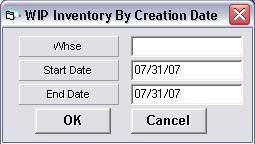 WIP Inventory By Creation Date
Whse
Start Date 07/31/07
End Date 07/31/07
OK Cancel